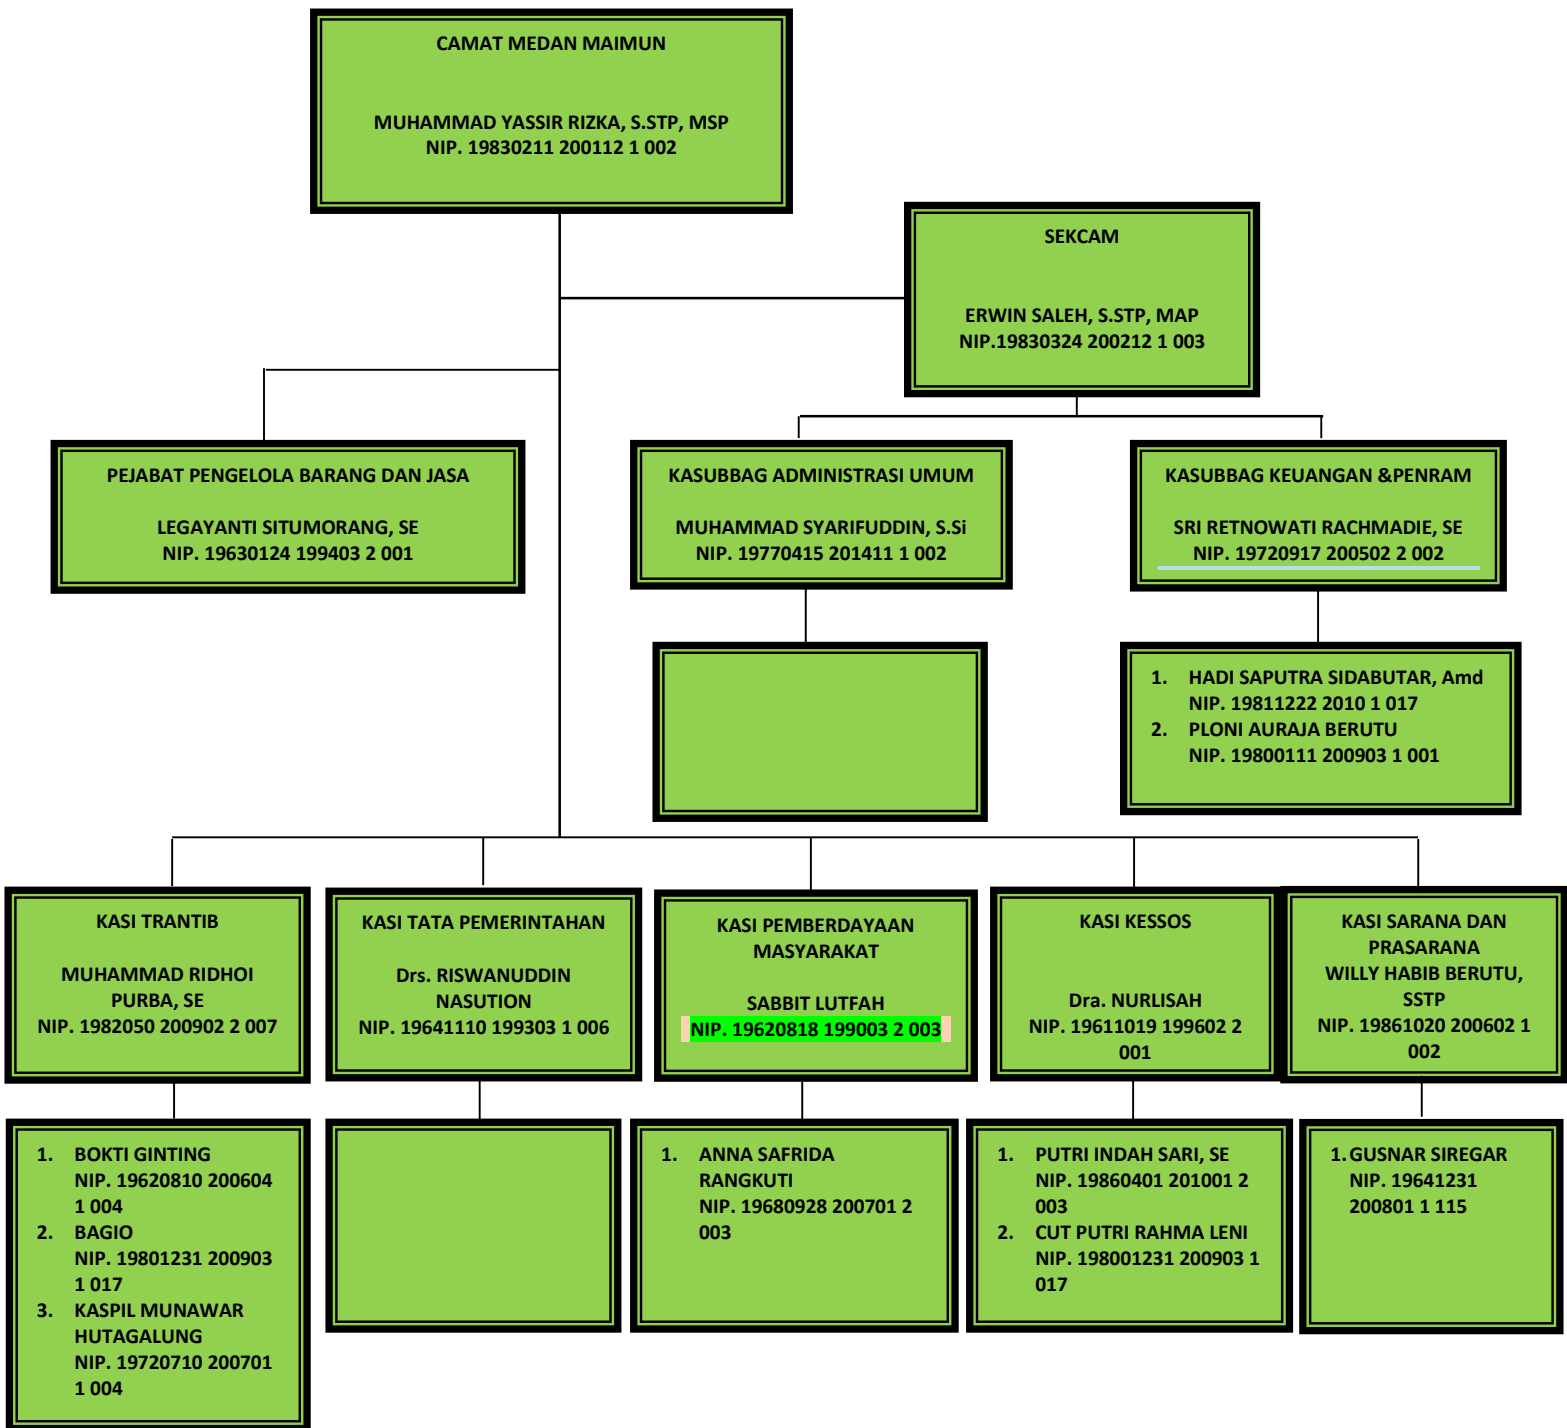 CAMAT MEDAN MAIMUN
MUHAMMAD YASSIR RIZKA, S.STP, MSP
NIP. 19830211 200112 1 002
SEKCAM
ERWIN SALEH, S.STP, MAP
NIP.19830324 200212 1 003
PEJABAT PENGELOLA BARANG DAN JASA
LEGAYANTI SITUMORANG, SE
NIP. 19630124 199403 2 001
KASUBBAG ADMINISTRASI UMUM
MUHAMMAD SYARIFUDDIN, S.Si
NIP. 19770415 201411 1 002
KASUBBAG KEUANGAN &PENRAM
SRI RETNOWATI RACHMADIE, SE
NIP. 19720917 200502 2 002
1. HADI SAPUTRA SIDABUTAR, Amd
NIP. 19811222 2010 1 017
2. PLONI AURAJA BERUTU
NIP. 19800111 200903 1 001
KASI TRANTIB
MUHAMMAD RIDHOI
PURBA, SE
NIP. 1982050 200902 2 007
KASI TATA PEMERINTAHAN
Drs. RISWANUDDIN
NASUTION
NIP. 19641110 199303 1 006
KASI PEMBERDAYAAN
MASYARAKAT
SABBIT LUTFAH
NIP. 19620818 199003 2 003
KASI KESSOS
Dra. NURLISAH
NIP. 19611019 199602 2
001
KASI SARANA DAN
PRASARANA
WILLY HABIB BERUTU,
SSTP
NIP. 19861020 200602 1
002
1. BOKTI GINTING
NIP. 19620810 200604
1 004
2. BAGIO
NIP. 19801231 200903
1 017
3. KASPIL MUNAWAR
HUTAGALUNG
NIP. 19720710 200701
1 004
1. ANNA SAFRIDA
RANGKUTI
NIP. 19680928 200701 2
003
1. PUTRI INDAH SARI, SE
NIP. 19860401 201001 2
003
2. CUT PUTRI RAHMA LENI
NIP. 198001231 200903 1
017
1. GUSNAR SIREGAR
NIP. 19641231
200801 1 115